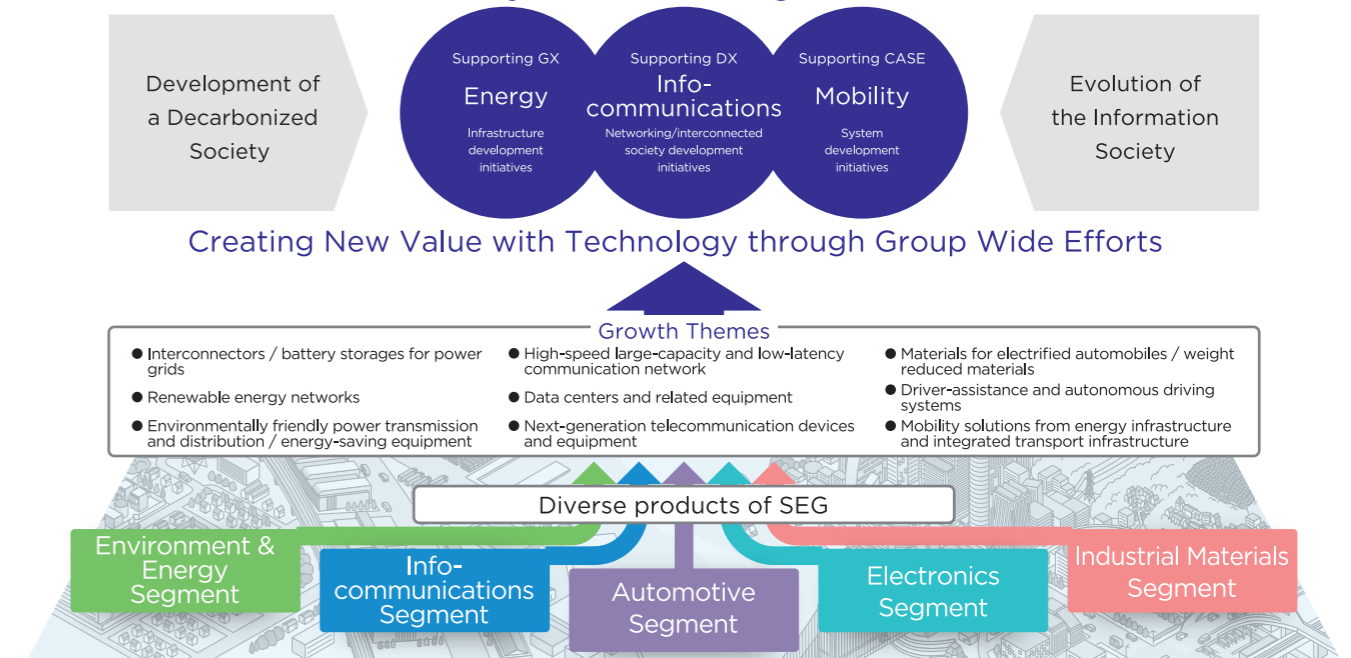 Development of
a Decarbonized
Society
Supporting GX
Energy
Infrastructure
development
initiatives
Supporting DX
Info-
communications
Networking/interconnected
society development
initiatives
Supporting CASE
Mobility
System
development
initiatives
Evolution of
the Information
Society
Creating New Value with Technology through Group Wide Efforts
Growth Themes
● Interconnectors / battery storages for power
grids
● Renewable energy networks
● Environmentally friendly power transmission
and distribution / energy-saving equipment
● High-speed large-capacity and low-latency
communication network
● Data centers and related equipment
● Next-generation telecommunication devices
and equipment
● Materials for electrified automobiles / weight
reduced materials
● Driver-assistance and autonomous driving
systems
● Mobility solutions from energy infrastructure
and integrated transport infrastructure
Diverse products of SEG
Environment &
Energy
Segment
Info-
communications
Segment
Automotive
Segment
Electronics
Segment
Industrial Materials
Segment